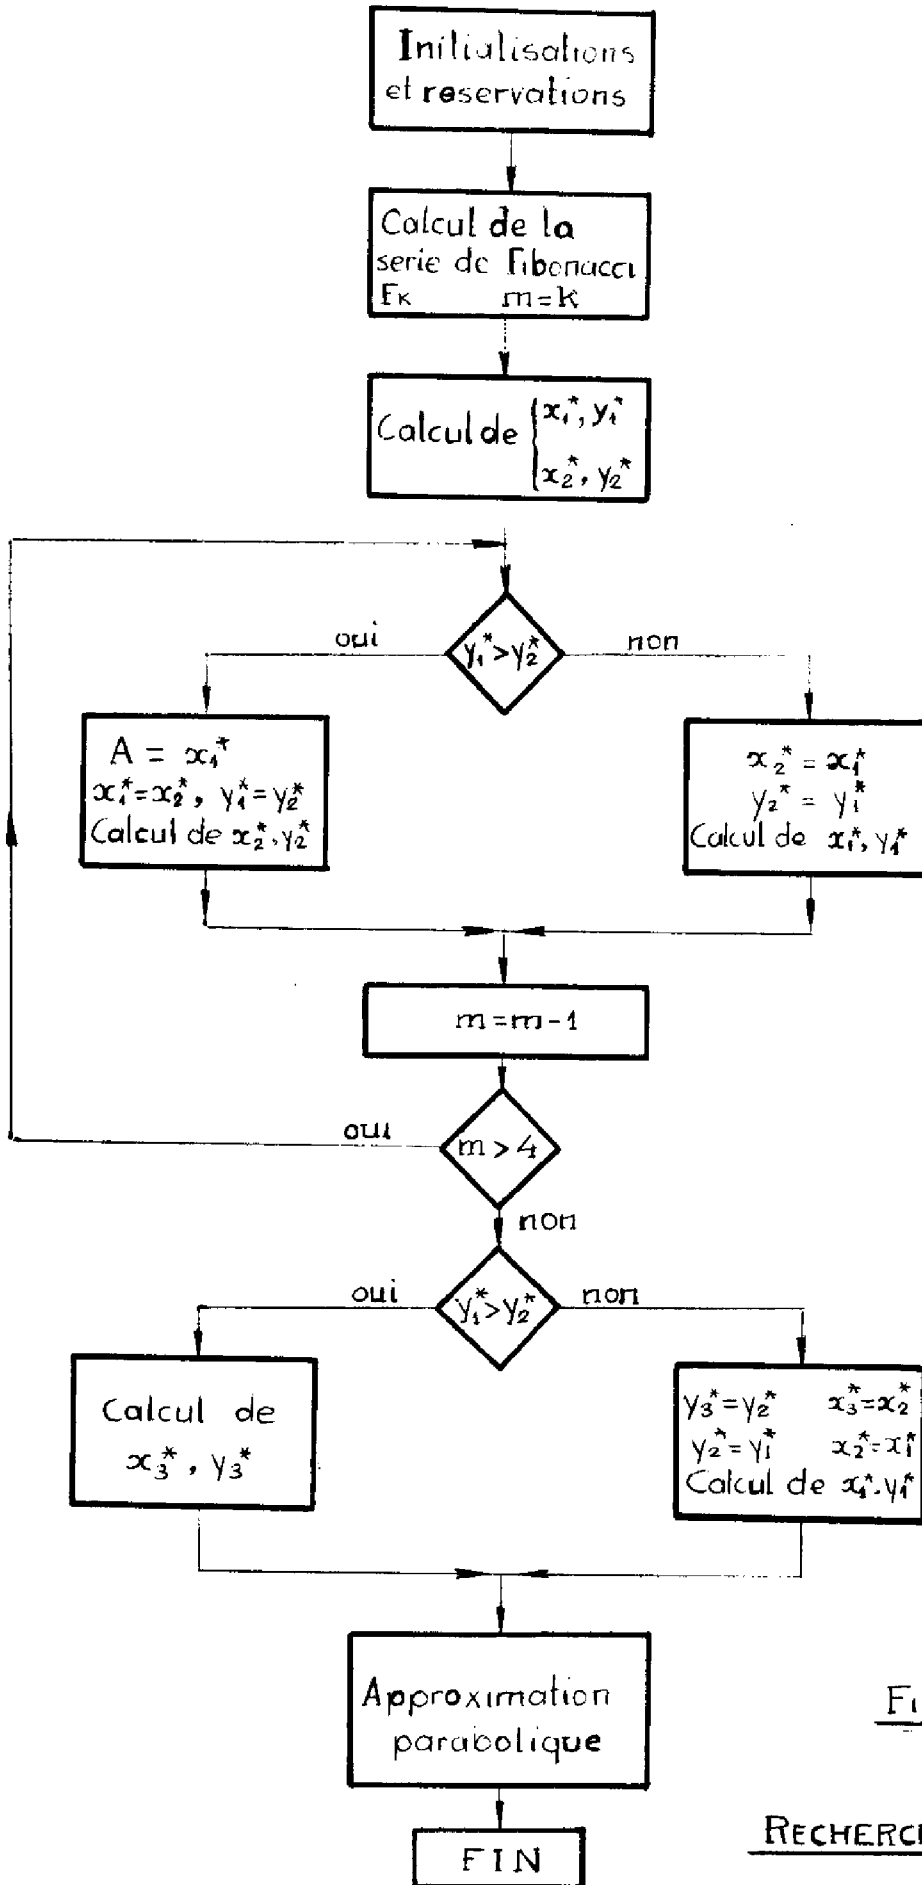 Initialisations
et reservations
Calcul de la
serie de Fibonacci
FK m=k
Calcul de { x₁*, y₁*
x₂*, y₂*
y₁*>y₂*
oui
non
A = x₁*
x₁*=x₂*, y₁*=y₂*
Calcul de x₂*,y₂*
x₂* = x₁*
y₂* = y₁*
Calcul de x₁*, y₁*
m=m-1
m > 4
oui
non
y₁*>y₂*
oui
non
Calcul de
x₃*, y₃*
y₃*=y₂* x₃*=x₂*
y₂*=y₁* x₂*=x₁*
Calcul de x₁*.y₁*
Approximation
parabolique
FIN